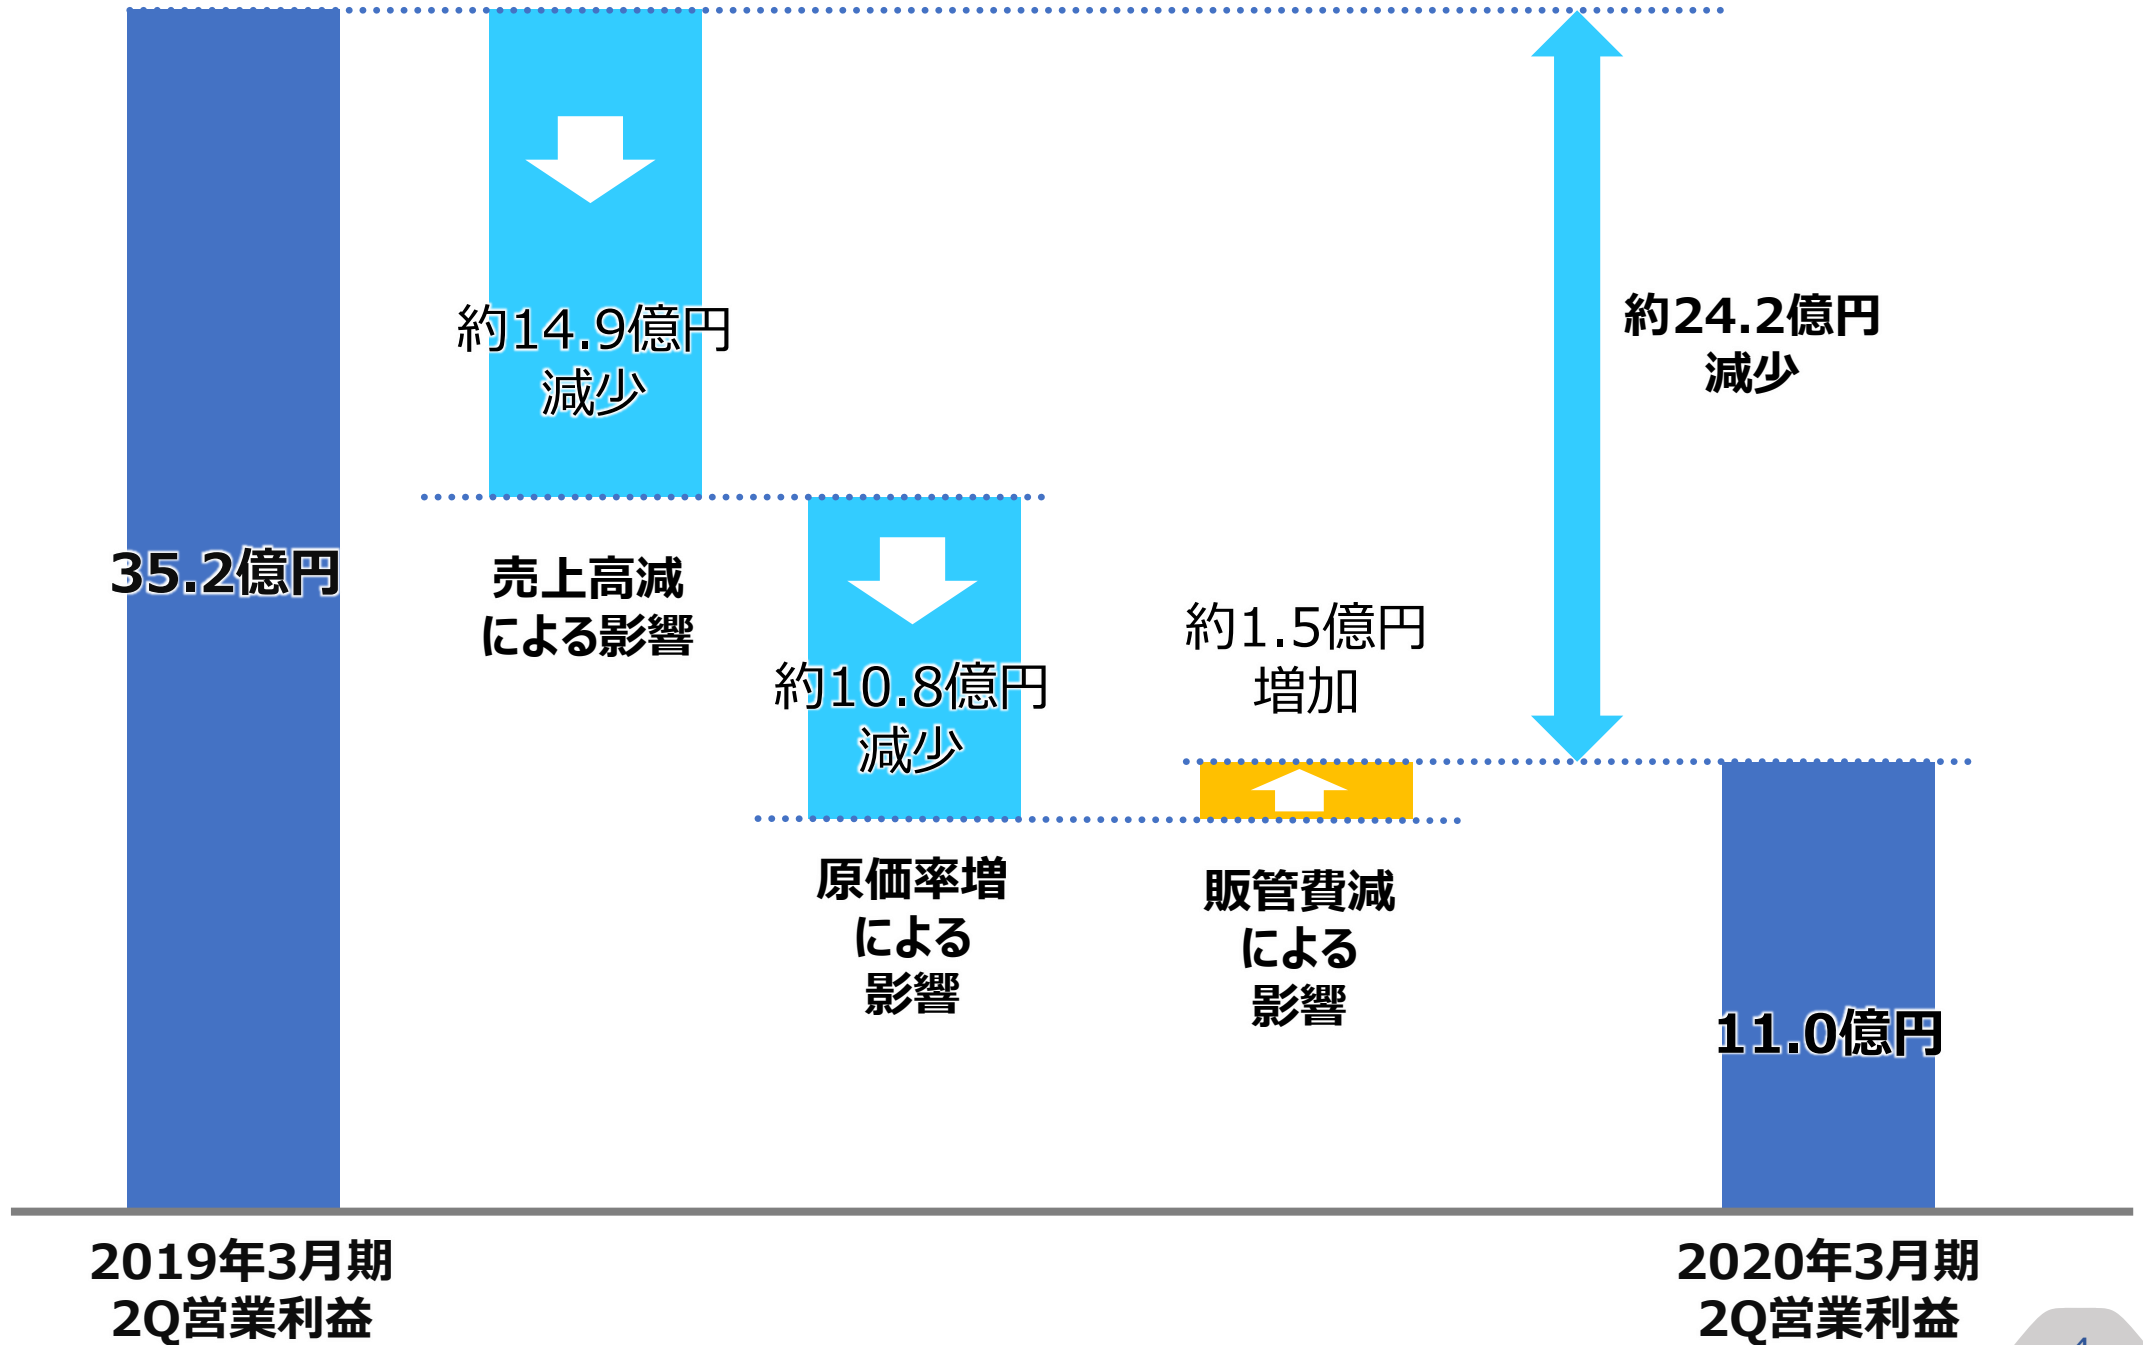 35.2億円
2019年3月期
2Q営業利益
約14.9億円
減少
売上高減
による影響
約10.8億円
減少
原価率増
による
影響
約1.5億円
増加
販管費減
による
影響
約24.2億円
減少
11.0億円
2020年3月期
2Q営業利益